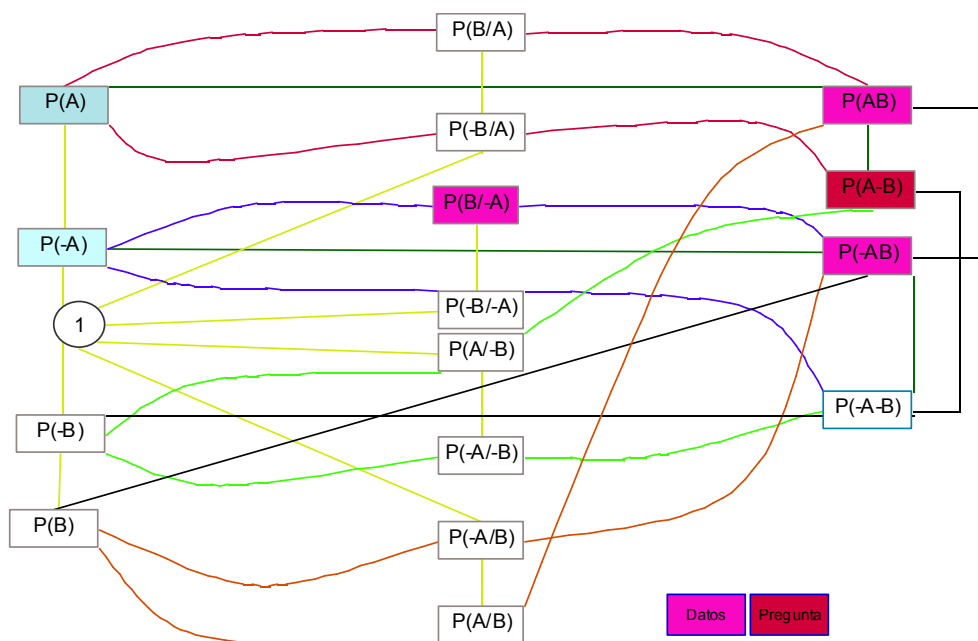 P(B/A)
P(A)
P(AB)
P(-B/A)
P(A-B)
P(B/-A)
P(-A)
P(-AB)
P(-B/-A)
1
P(A/-B)
P(-B)
P(-A-B)
P(-A/-B)
P(B)
P(-A/B)
P(A/B)
Datos
Pregunta